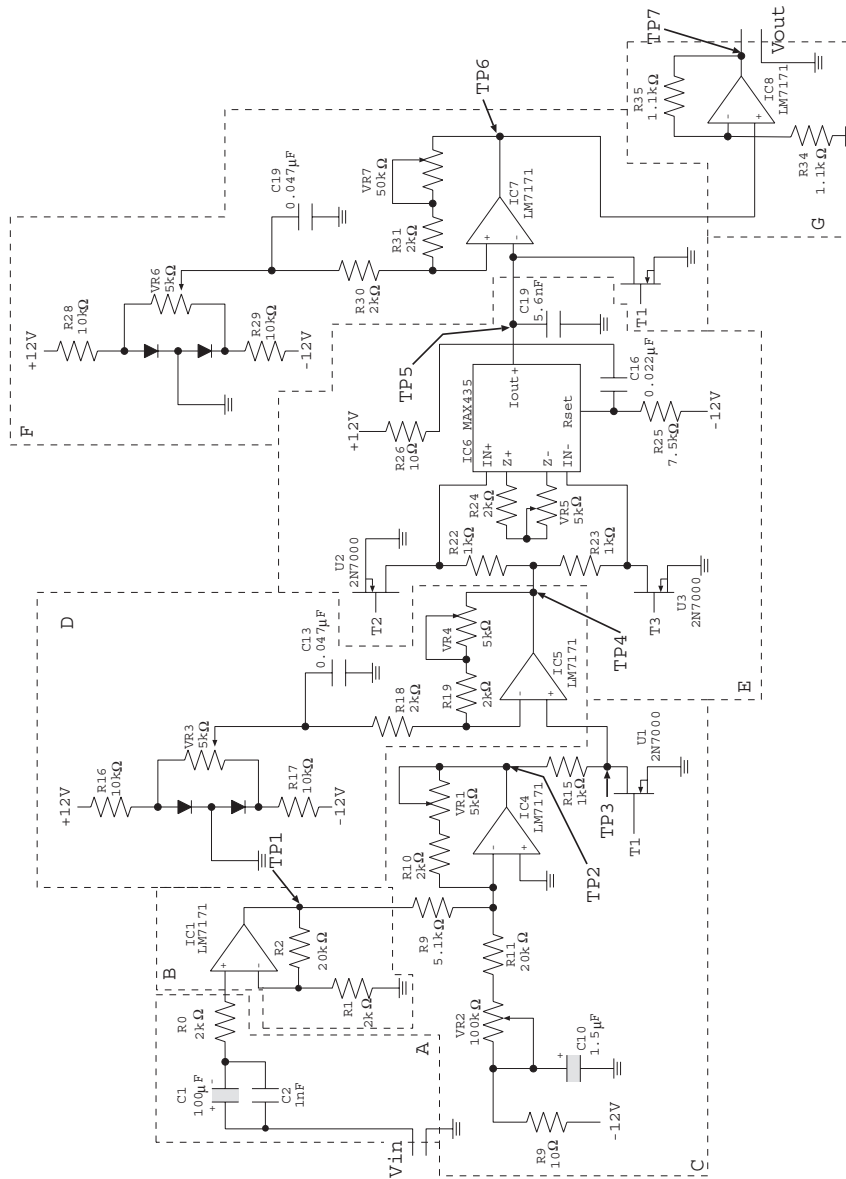 Vin
C1
100µF
+
-
C2
1nF
R0
2kΩ
A
B
IC1
LM7171
+
-
R2
20kΩ
R1
2kΩ
TP1
R9
10Ω
-12V
VR2
100kΩ
+
C10
1.5µF
R11
20kΩ
R9
5.1kΩ
C
R10
2kΩ
VR1
5kΩ
-
+
IC4
LM7171
TP2
R15
1kΩ
TP3
T1
U1
2N7000
D
+12V
R16
10kΩ
VR3
5kΩ
R17
10kΩ
-12V
C13
0.047µF
R18
2kΩ
R19
2kΩ
VR4
5kΩ
-
+
IC5
LM7171
TP4
E
U2
2N7000
T2
R22
1kΩ
R23
1kΩ
T3
U3
2N7000
R24
2kΩ
VR5
5kΩ
IC6 MAX435
IN+
Z+
Z-
IN-
Iout+
Rset
+12V
R26
10Ω
C16
0.022µF
R25
7.5kΩ
-12V
TP5
C19
5.6nF
F
+12V
R28
10kΩ
VR6
5kΩ
R29
10kΩ
-12V
C19
0.047µF
R30
2kΩ
R31
2kΩ
VR7
50kΩ
+
-
IC7
LM7171
T1
TP6
G
R35
1.1kΩ
-
+
IC8
LM7171
R34
1.1kΩ
TP7
Vout